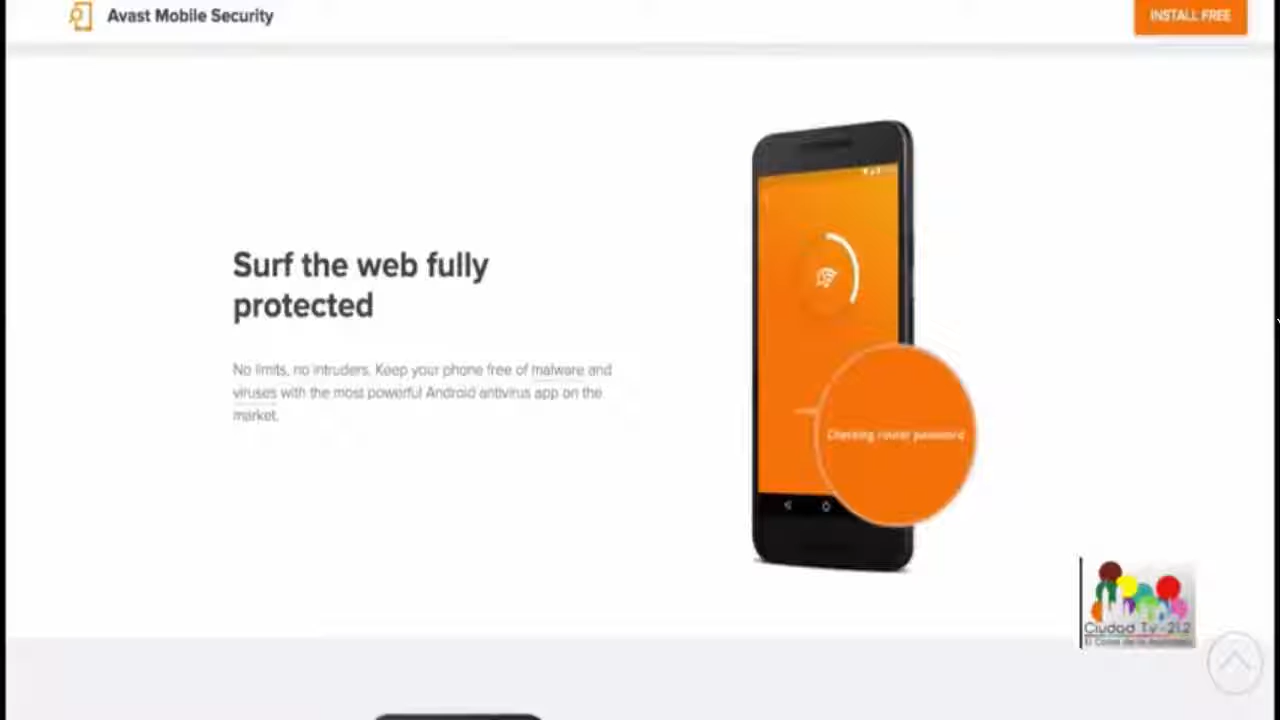 Avast Mobile Security
INSTALL FREE
Surf the web fully
protected
No limits, no intruders. Keep your phone free of malware and
viruses with the most powerful Android antivirus app on the
market.
Checking router password
Ciudad Tv-212